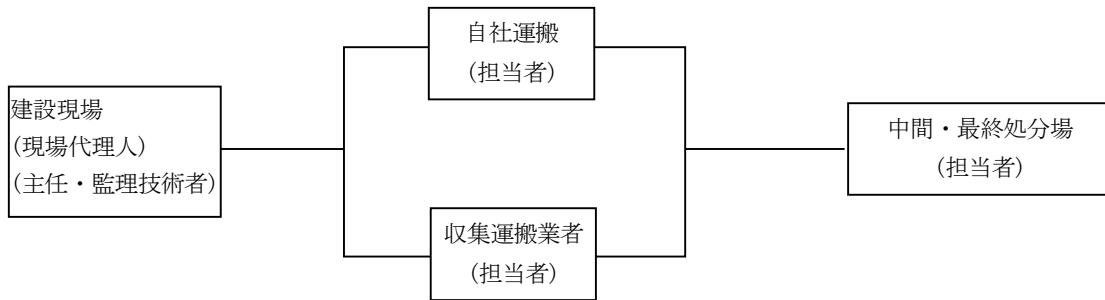 建設現場
(現場代理人)
(主任・監理技術者)
自社運搬
(担当者)
収集運搬業者
(担当者)
中間・最終処分場
(担当者)